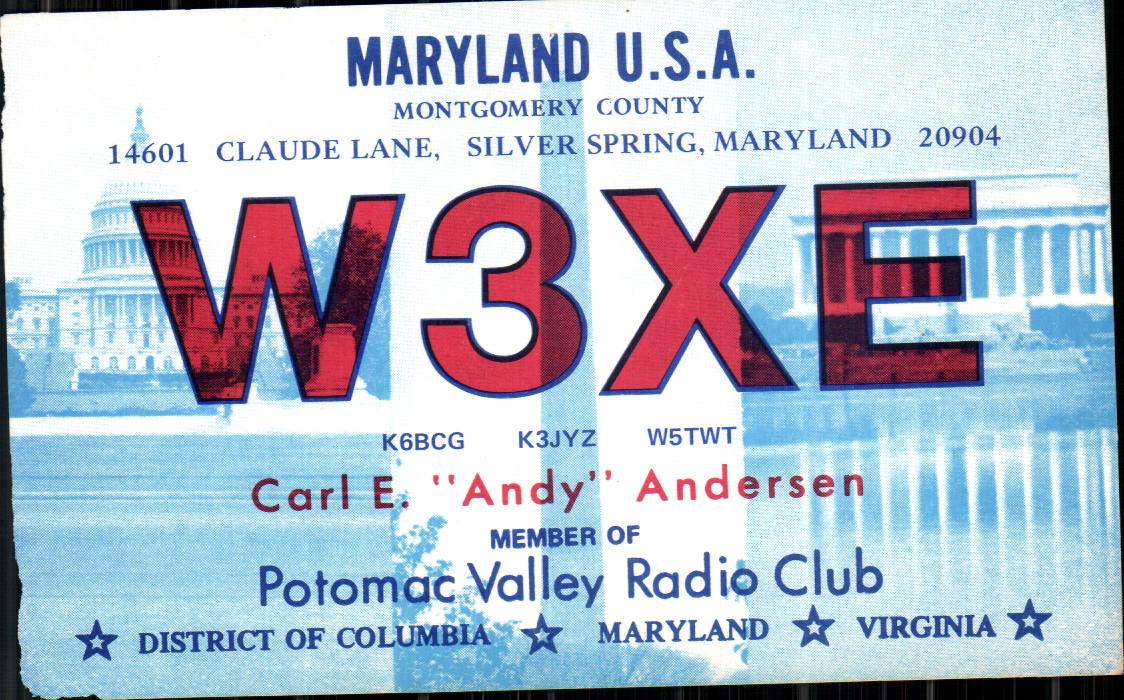 MARYLAND U.S.A.
MONTGOMERY COUNTY
14601 CLAUDE LANE, SILVER SPRING, MARYLAND 20904
W3XE
K6BCG K3JYZ W5TWT
Carl E. "Andy" Andersen
MEMBER OF
Potomac Valley Radio Club
☆ DISTRICT OF COLUMBIA ☆ MARYLAND ☆ VIRGINIA ☆